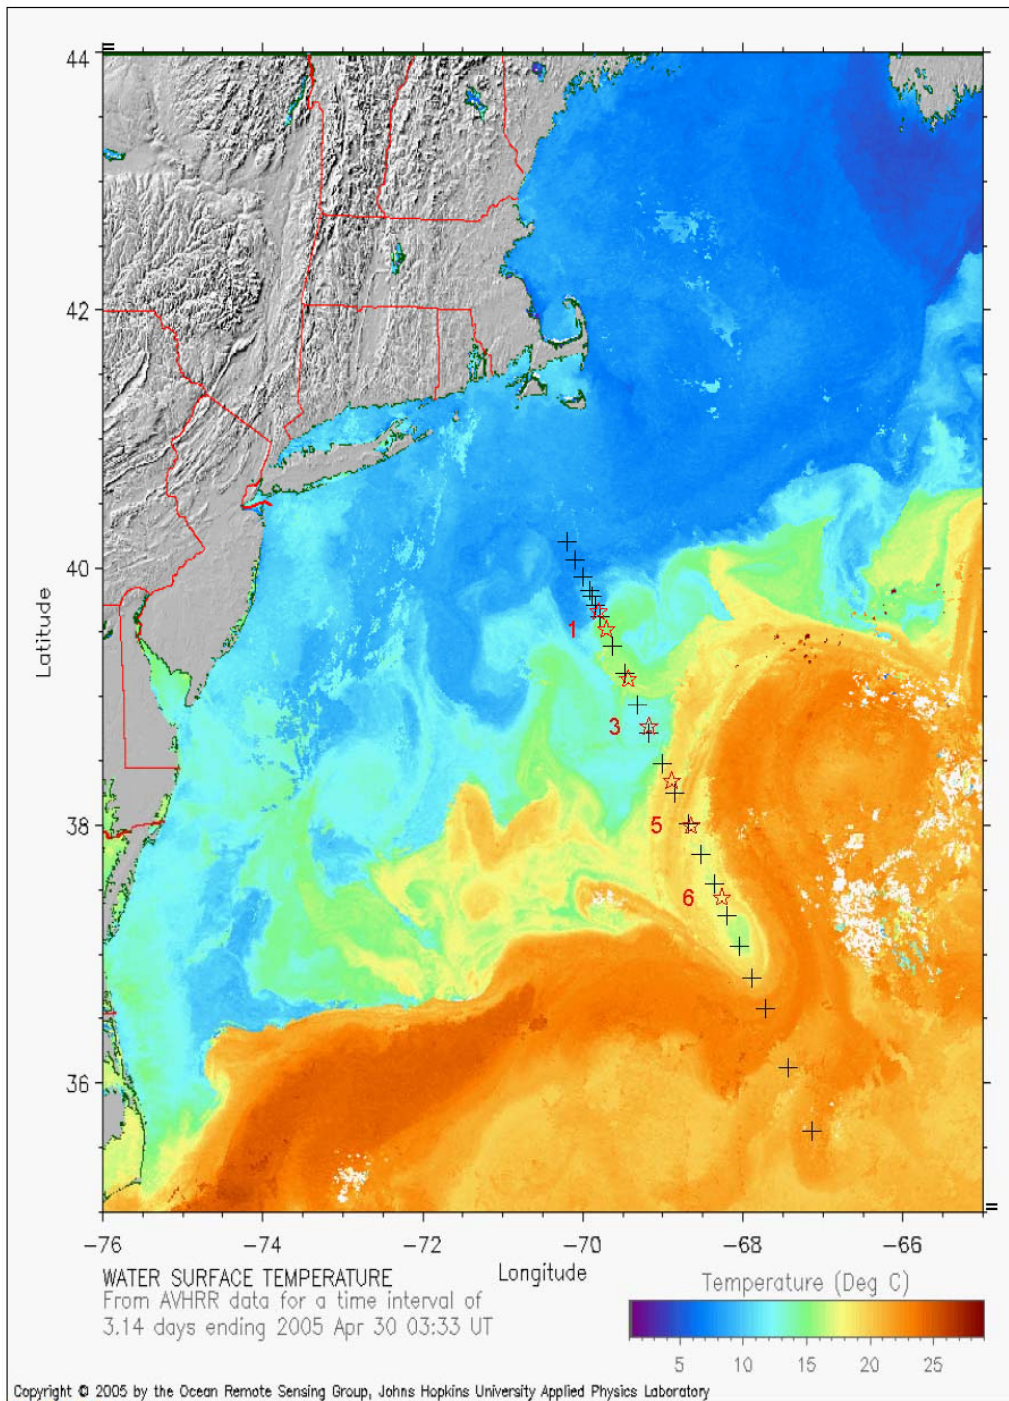 44
42
40
38
36
Latitude
1
3
5
6
-76 -74 -72 -70 -68 -66
Longitude
WATER SURFACE TEMPERATURE
From AVHRR data for a time interval of
3.14 days ending 2005 Apr 30 03:33 UT
Temperature (Deg C)
5 10 15 20 25
Copyright © 2005 by the Ocean Remote Sensing Group, Johns Hopkins University Applied Physics Laboratory